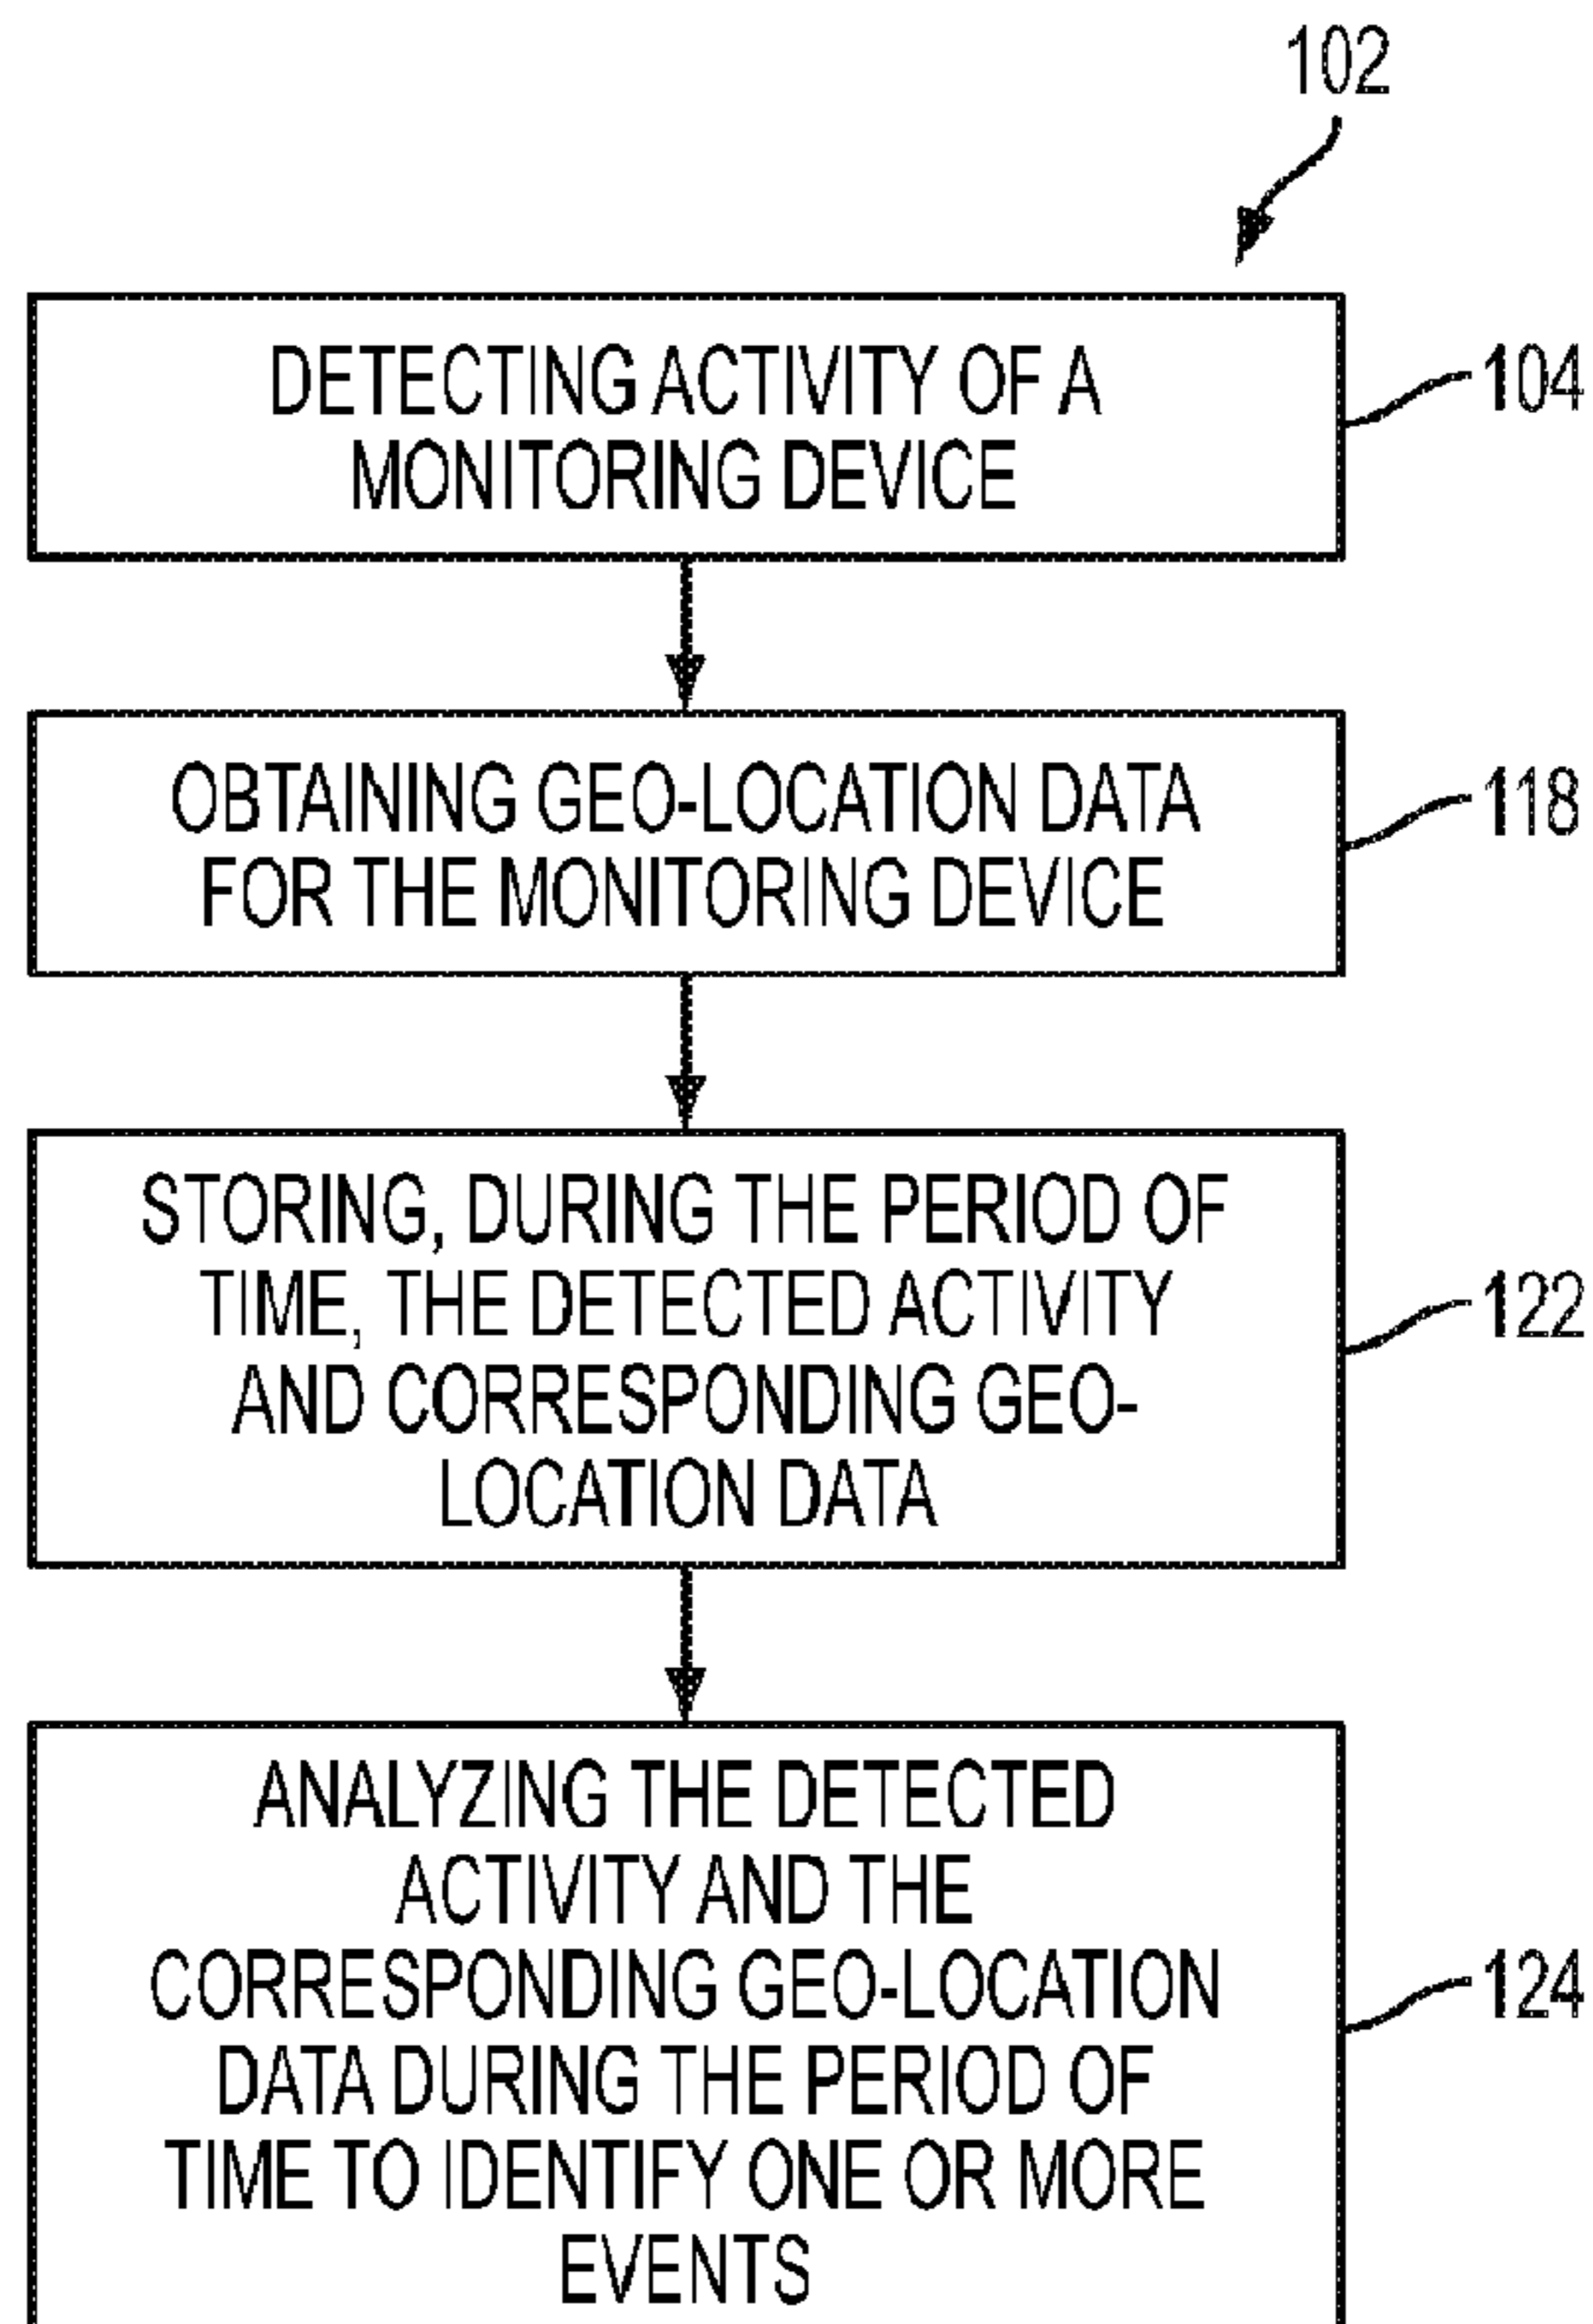 102
DETECTING ACTIVITY OF A
MONITORING DEVICE
104
OBTAINING GEO-LOCATION DATA
FOR THE MONITORING DEVICE
118
STORING, DURING THE PERIOD OF
TIME, THE DETECTED ACTIVITY
AND CORRESPONDING GEO-
LOCATION DATA
122
ANALYZING THE DETECTED
ACTIVITY AND THE
CORRESPONDING GEO-LOCATION
DATA DURING THE PERIOD OF
TIME TO IDENTIFY ONE OR MORE
EVENTS
124